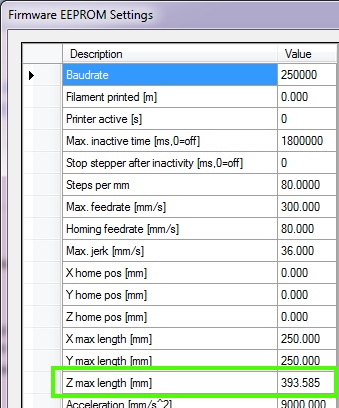 Firmware EEPROM Settings
Description Value
Baudrate 250000
Filament printed [m] 0.000
Printer active [s] 0
Max. inactive time [ms,0=off] 1800000
Stop stepper after inactivity [ms,0=off] 0
Steps per mm 80.0000
Max. feedrate [mm/s] 300.000
Homing feedrate [mm/s] 80.000
Max. jerk [mm/s] 36.000
X home pos [mm] 0.000
Y home pos [mm] 0.000
Z home pos [mm] 0.000
X max length [mm] 250.000
Y max length [mm] 250.000
Z max length [mm] 393.585
Acceleration [mm/s^2] 9000.000